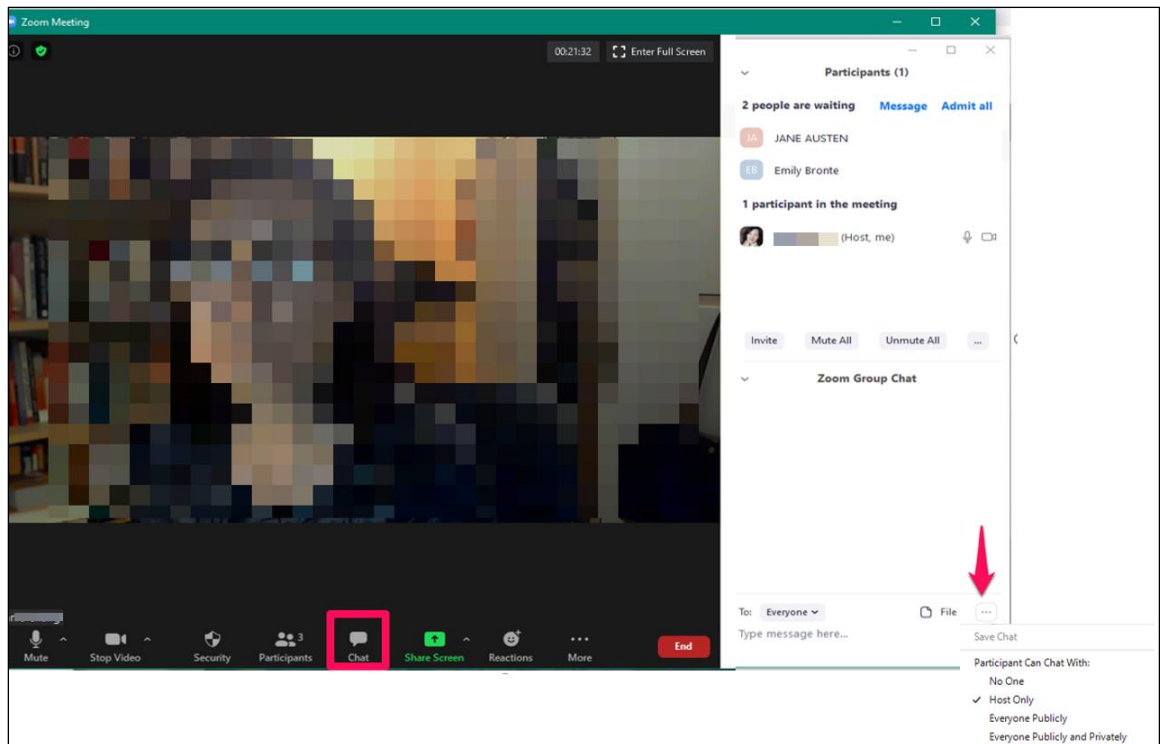 Zoom Meeting
00:21:32 Enter Full Screen
Participants (1)
2 people are waiting Message Admit all
JA JANE AUSTEN
EB Emily Bronte
1 participant in the meeting
(Host, me)
Invite Mute All Unmute All ...
Zoom Group Chat
To: Everyone File ...
Type message here...
3
Mute Stop Video Security Participants Chat Share Screen Reactions More End
Save Chat
Participant Can Chat With:
No One
✓ Host Only
Everyone Publicly
Everyone Publicly and Privately